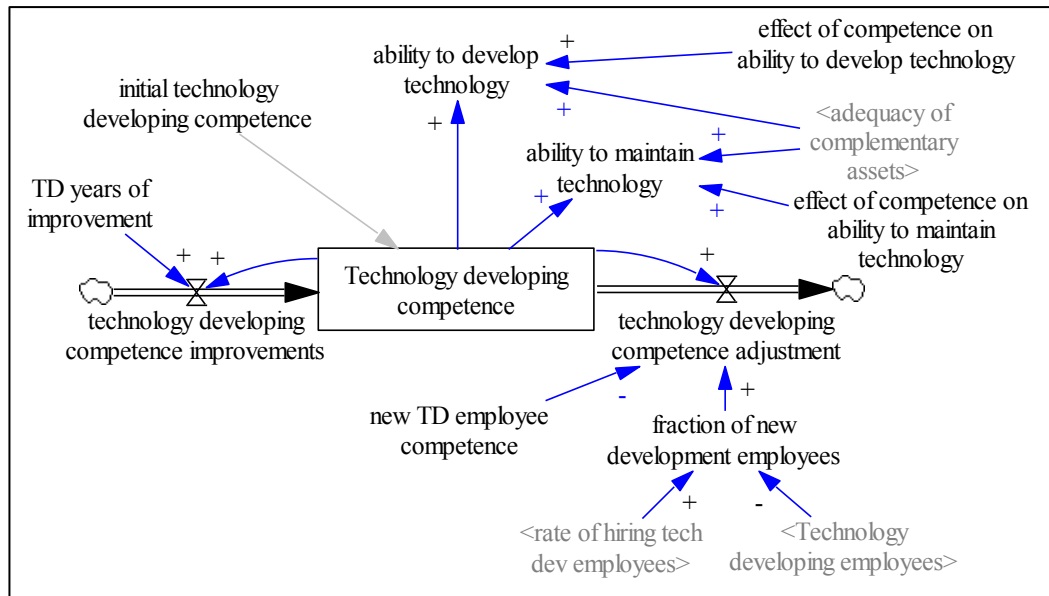 effect of competence on
ability to develop technology
+
ability to develop
technology
+
+
initial technology
developing competence
<adequacy of
complementary
assets>
+
+
ability to maintain
technology
+
+
TD years of
improvement
effect of competence on
ability to maintain
technology
+
+
+
Technology developing
competence
technology developing
competence improvements
technology developing
competence adjustment
-
+
new TD employee
competence
fraction of new
development employees
+
-
<rate of hiring tech
dev employees>
<Technology
developing employees>